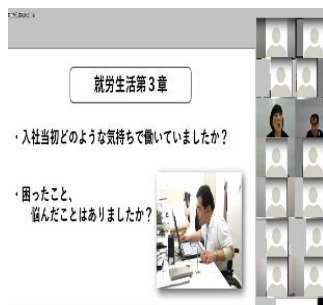 就労生活第3章
・入社当初どのような気持ちで働いていましたか？
・困ったこと、
悩んだことはありましたか？